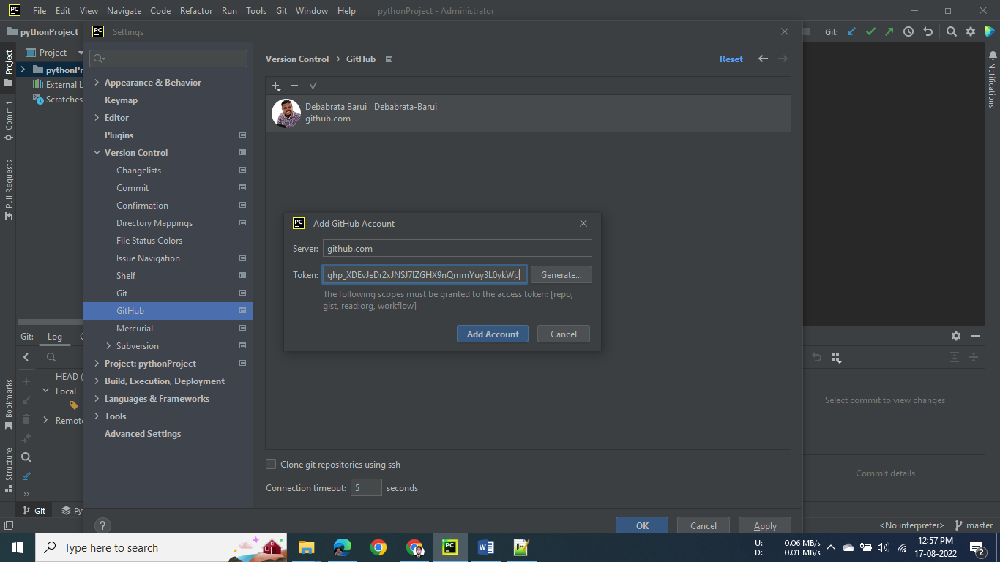 PC File Edit View Navigate Code Refactor Run Tools Git Window Help pythonProject - Administrator
pythonProject
PC Settings
Git:
Project
Project
pythonPr
External L
Scratches
Commit
Pull Requests
Bookmarks
Structure
Notifications
Appearance & Behavior
Keymap
Editor
Plugins
Version Control
Changelists
Commit
Confirmation
Directory Mappings
File Status Colors
Issue Navigation
Shelf
Git
GitHub
Mercurial
Subversion
Project: pythonProject
Build, Execution, Deployment
Languages & Frameworks
Tools
Advanced Settings
Version Control › GitHub
Reset
Debabrata Barui Debabrata-Barui
github.com
PC Add GitHub Account
Server: github.com
Token: ghp_XDEvJeDr2xJNSJ7lZGHX9nQmmYuy3L0ykWjJ Generate...
The following scopes must be granted to the access token: [repo,
gist, read:org, workflow]
Add Account Cancel
Clone git repositories using ssh
Connection timeout: 5 seconds
? OK Cancel Apply
Git: Log
HEAD (
Local
Remote
Select commit to view changes
Commit details
Git Pyt
<No interpreter> master
Type here to search
PC
U: 0.06 MB/s
D: 0.01 MB/s
12:57 PM
17-08-2022
2